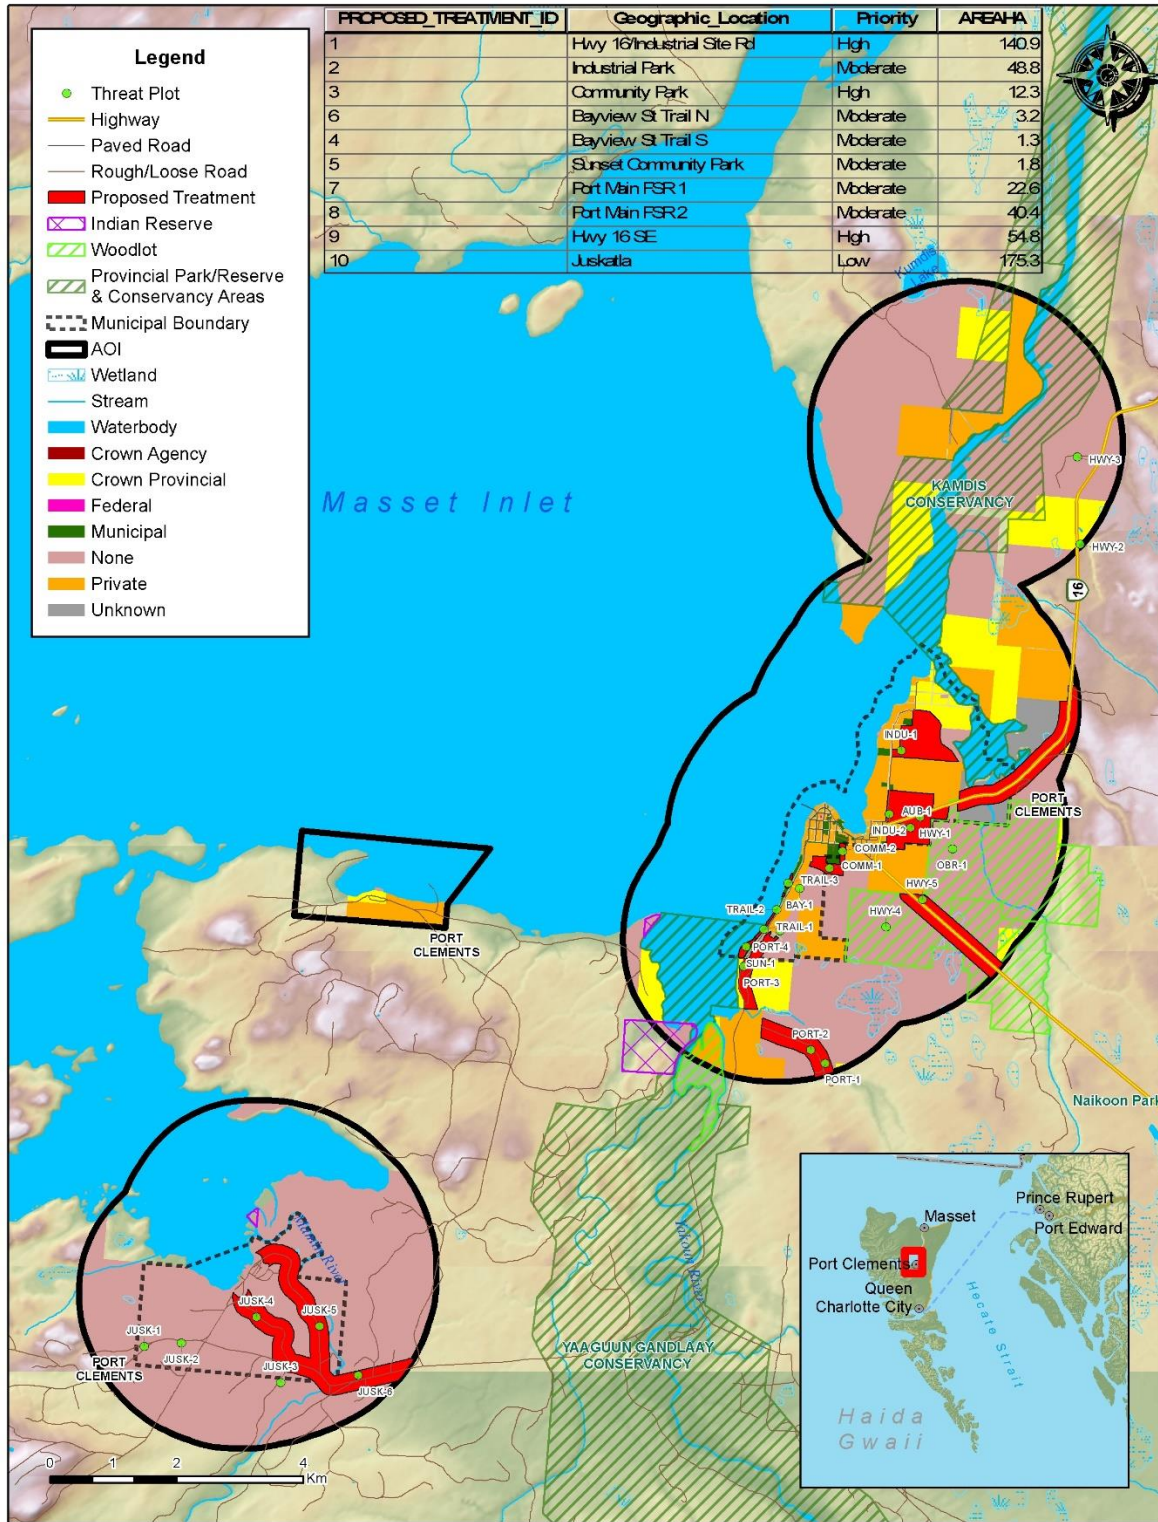 PROPOSED_TREATMENT_ID Geographic_Location Priority AREAHA
1 Hwy 16/Industrial Site Rd High 140.9
2 Industrial Park Moderate 48.8
3 Community Park High 12.3
6 Bayview St Trail N Moderate 3.2
4 Bayview St Trail S Moderate 1.3
5 Sunset Community Park Moderate 1.8
7 Port Main FSR 1 Moderate 22.6
8 Port Main FSR 2 Moderate 40.4
9 Hwy 16 SE High 54.8
10 Juskatla Low 175.3
Legend
Threat Plot
Highway
Paved Road
Rough/Loose Road
Proposed Treatment
Indian Reserve
Woodlot
Provincial Park/Reserve
& Conservancy Areas
Municipal Boundary
AOI
Wetland
Stream
Waterbody
Crown Agency
Crown Provincial
Federal
Municipal
None
Private
Unknown
Kumdis
Lake
Masset Inlet
HWY-3
KAMDIS
CONSERVANCY
HWY-2
16
INDU-1
AUB-1
PORT
CLEMENTS
INDU-2
HWY-1
COMM-2
OBR-1
COMM-1
TRAIL-3
HWY-5
BAY-1
TRAIL-2
HWY-4
TRAIL-1
PORT-4
SUN-1
PORT-3
PORT
CLEMENTS
PORT-2
PORT-1
Naikoon Park
Mamin River
Yakoun River
JUSK-4
JUSK-5
JUSK-1
JUSK-2
JUSK-3
JUSK-6
PORT
CLEMENTS
YAAGUUN GANDLAAY
CONSERVANCY
0 1 2 4
Km
Prince Rupert
Port Edward
Masset
Port Clements
Queen
Charlotte City
Hecate Strait
Haida
Gwaii